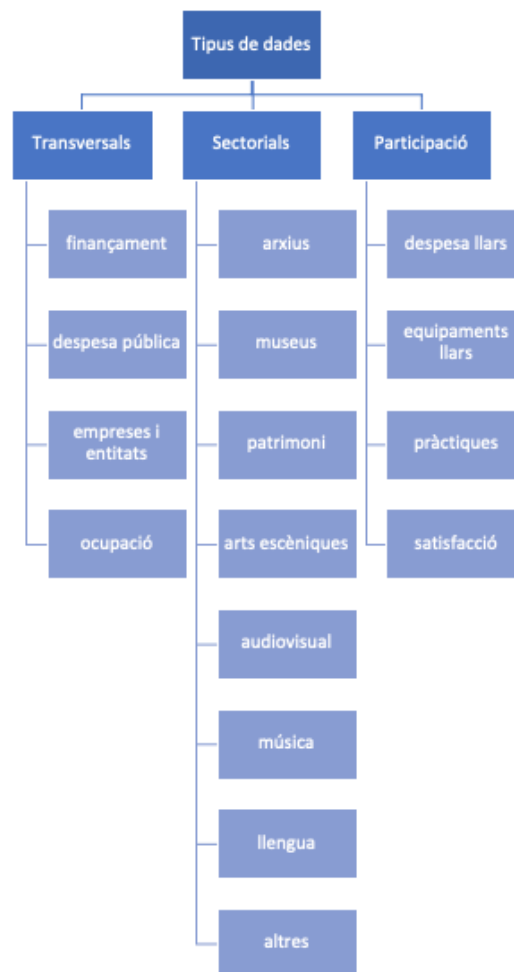 Tipus de dades
Transversals
finançament
despesa pública
empreses i
entitats
ocupació
Sectorials
arxius
museus
patrimoni
arts escèniques
audiovisual
música
llengua
altres
Participació
despesa llars
equipaments
llars
pràctiques
satisfacció